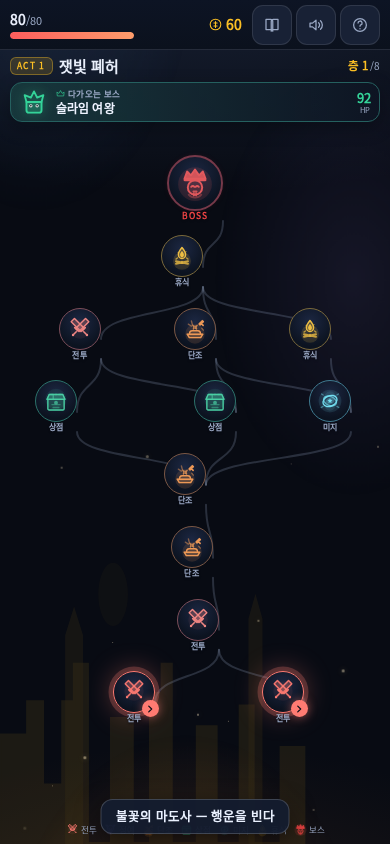 80/80
60
ACT 1 잿빛 폐허
층 1/8
다가오는 보스
슬라임 여왕
92
HP
BOSS
휴식
전투 단조 휴식
상점 상점 미지
단조
단조
전투
전투 전투
불꽃의 마도사 — 행운을 빈다
전투 보스